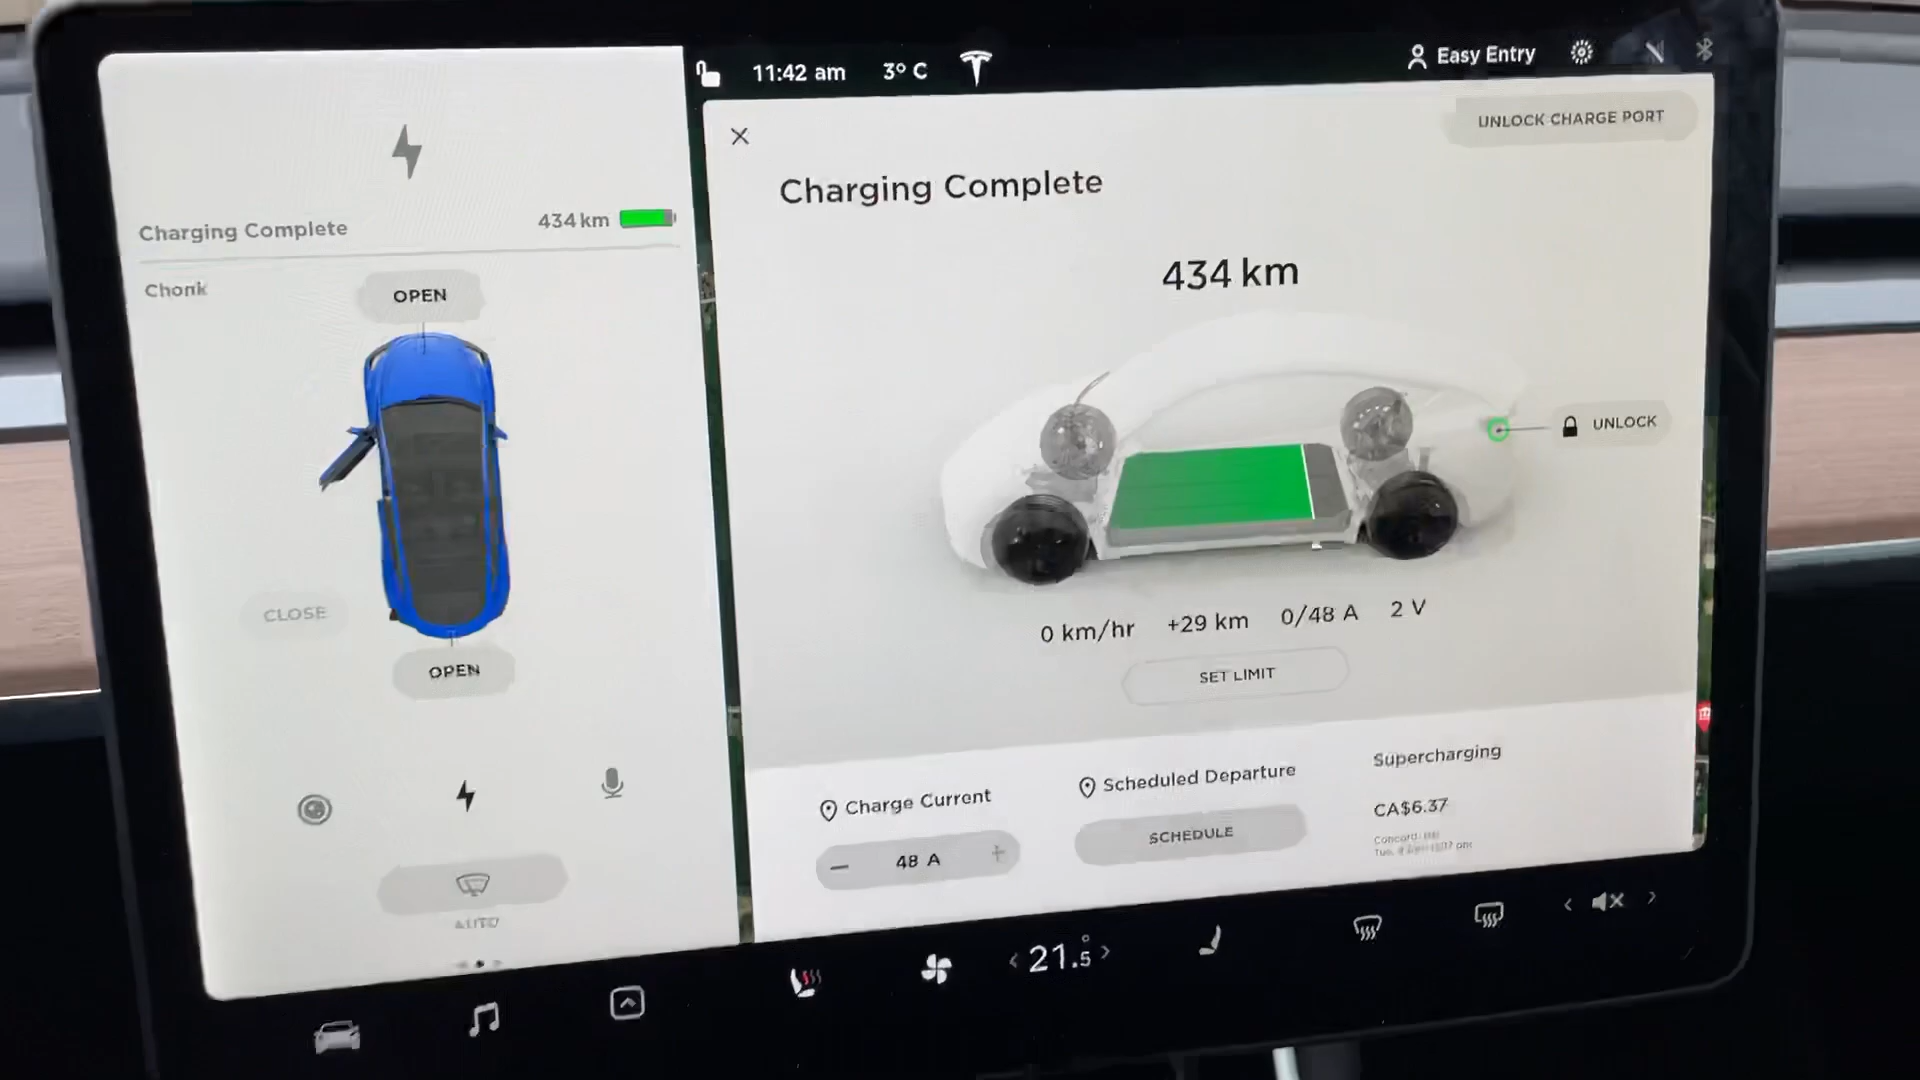 11:42 am
3° C
Easy Entry
UNLOCK CHARGE PORT
Charging Complete
434 km
Chonk
OPEN
CLOSE
OPEN
AUTO
Charging Complete
434 km
UNLOCK
0 km/hr +29 km 0/48 A 2 V
SET LIMIT
Charge Current
48 A
Scheduled Departure
SCHEDULE
Supercharging
CA$6.37
21.5°